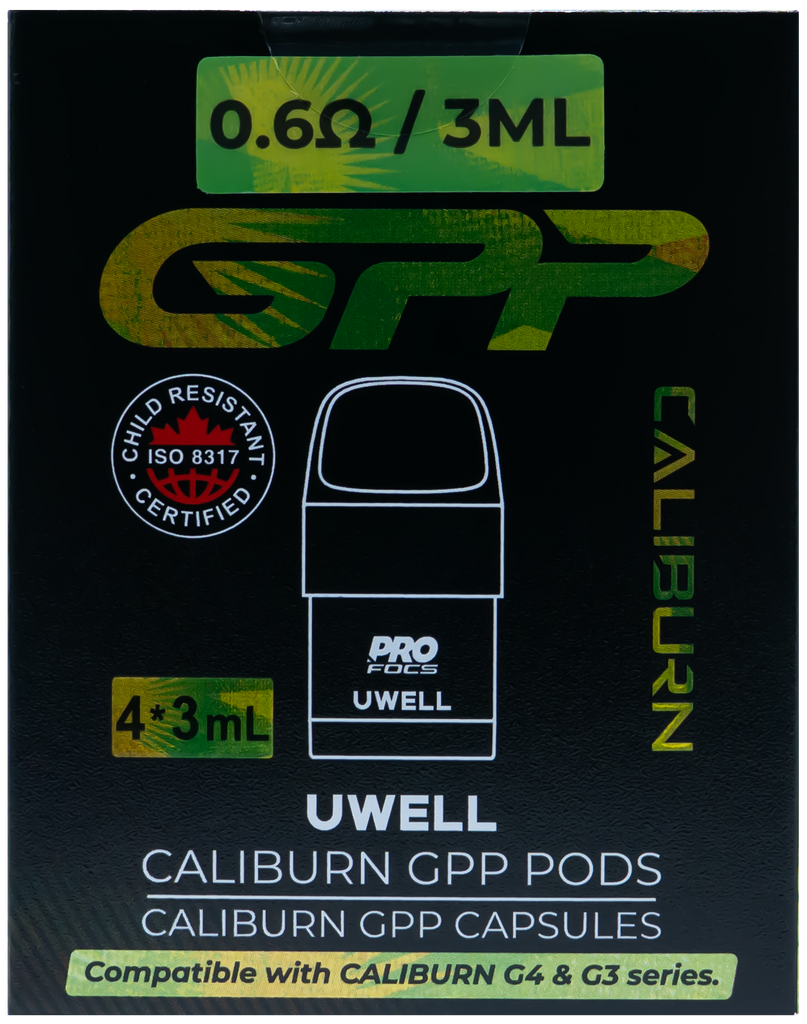 0.6Ω / 3ML
GPP
CHILD RESISTANT
ISO 8317
• CERTIFIED •
CALIBURN
PRO
FOCS
UWELL
4*3mL
UWELL
CALIBURN GPP PODS
CALIBURN GPP CAPSULES
Compatible with CALIBURN G4 & G3 series.